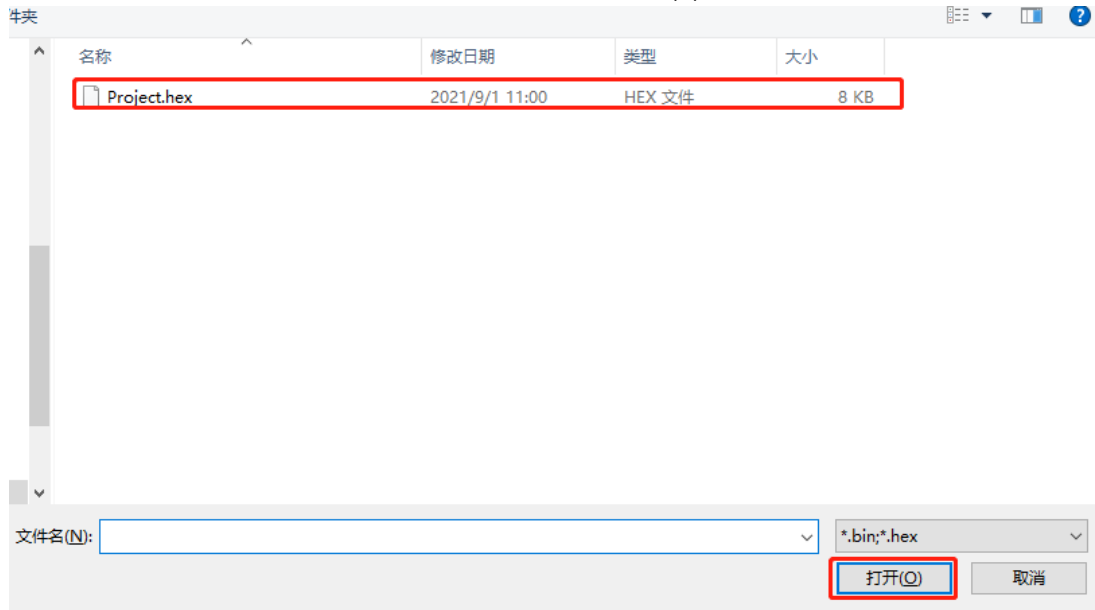 件夹
名称 修改日期 类型 大小
Project.hex 2021/9/1 11:00 HEX 文件 8 KB
文件名(N): *.bin;*.hex
打开(O) 取消